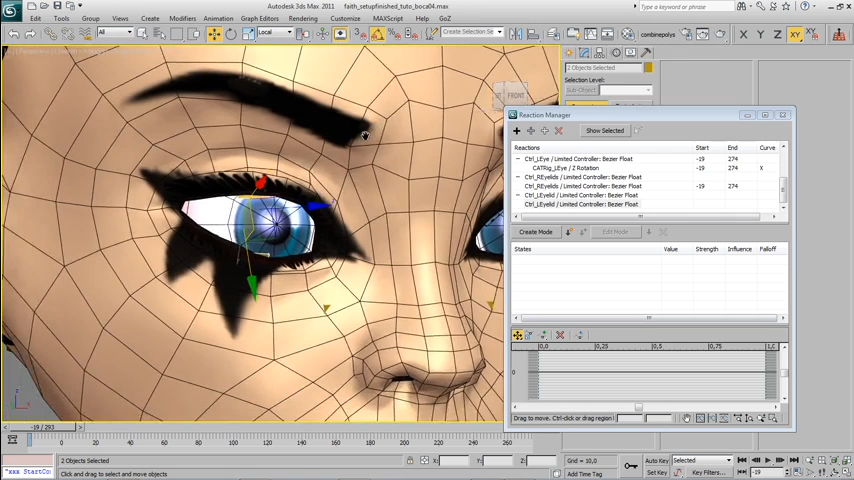 Autodesk 3ds Max 2011 faith_setupfinished_tuto_boca04.max
Type a keyword or phrase
Edit Tools Group Views Create Modifiers Animation Graph Editors Rendering Customize MAXScript Help GoZ
All Local Create Selection Se combinepolys X Y Z XY
2 Objects Selected
Selection Level:
Sub-Object
FRONT
Reaction Manager
Show Selected
Reactions Start End Curve
Ctrl_LEye / Limited Controller: Bezier Float -19 274
CATRig_LEye / Z Rotation -19 274 X
Ctrl_REyelids / Limited Controller: Bezier Float
Ctrl_REyelids / Limited Controller: Bezier Float -19 274
Ctrl_LEyelid / Limited Controller: Bezier Float
Ctrl_LEyelid / Limited Controller: Bezier Float
Create Mode Edit Mode
States Value Strength Influence Falloff
0,0 0,25 0,5 0,75 1,0
0
Drag to move. Ctrl-click or drag region
-19 / 293
0 20 40 60 80 100 120 140 160 180 200 220 240 260
2 Objects Selected X: Y: Z: Grid = 10,0 Auto Key Selected
"xxx StartCo Click and drag to select and move objects Add Time Tag Set Key Key Filters... -19